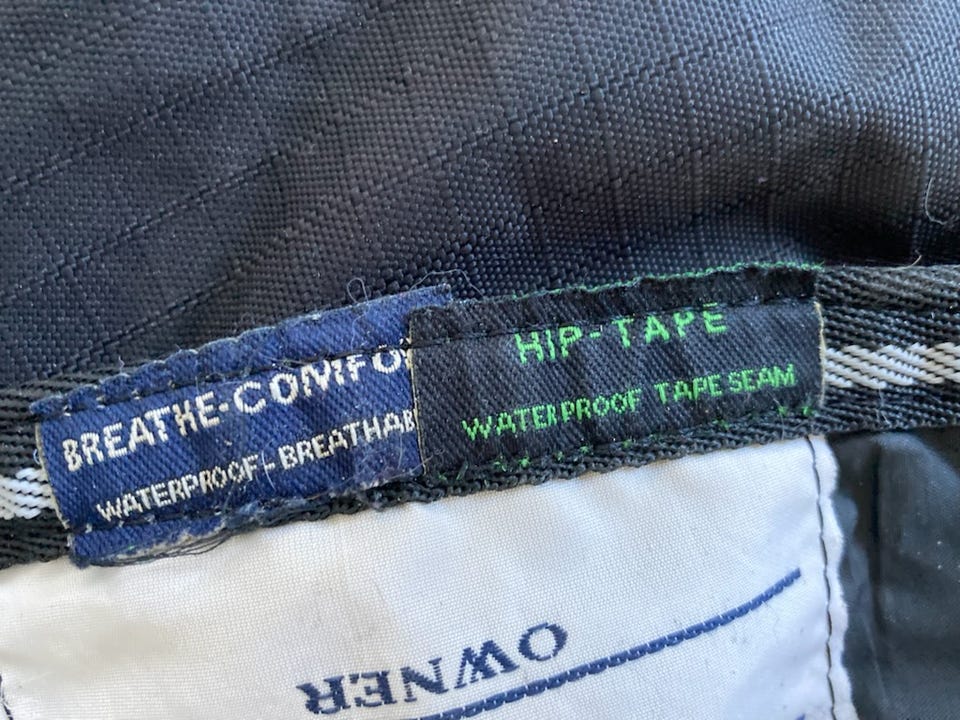 BREATHE-COMFO
WATERPROOF-BREATHAB
HIP-TAPE
WATERPROOF TAPE SEAM
OWNER